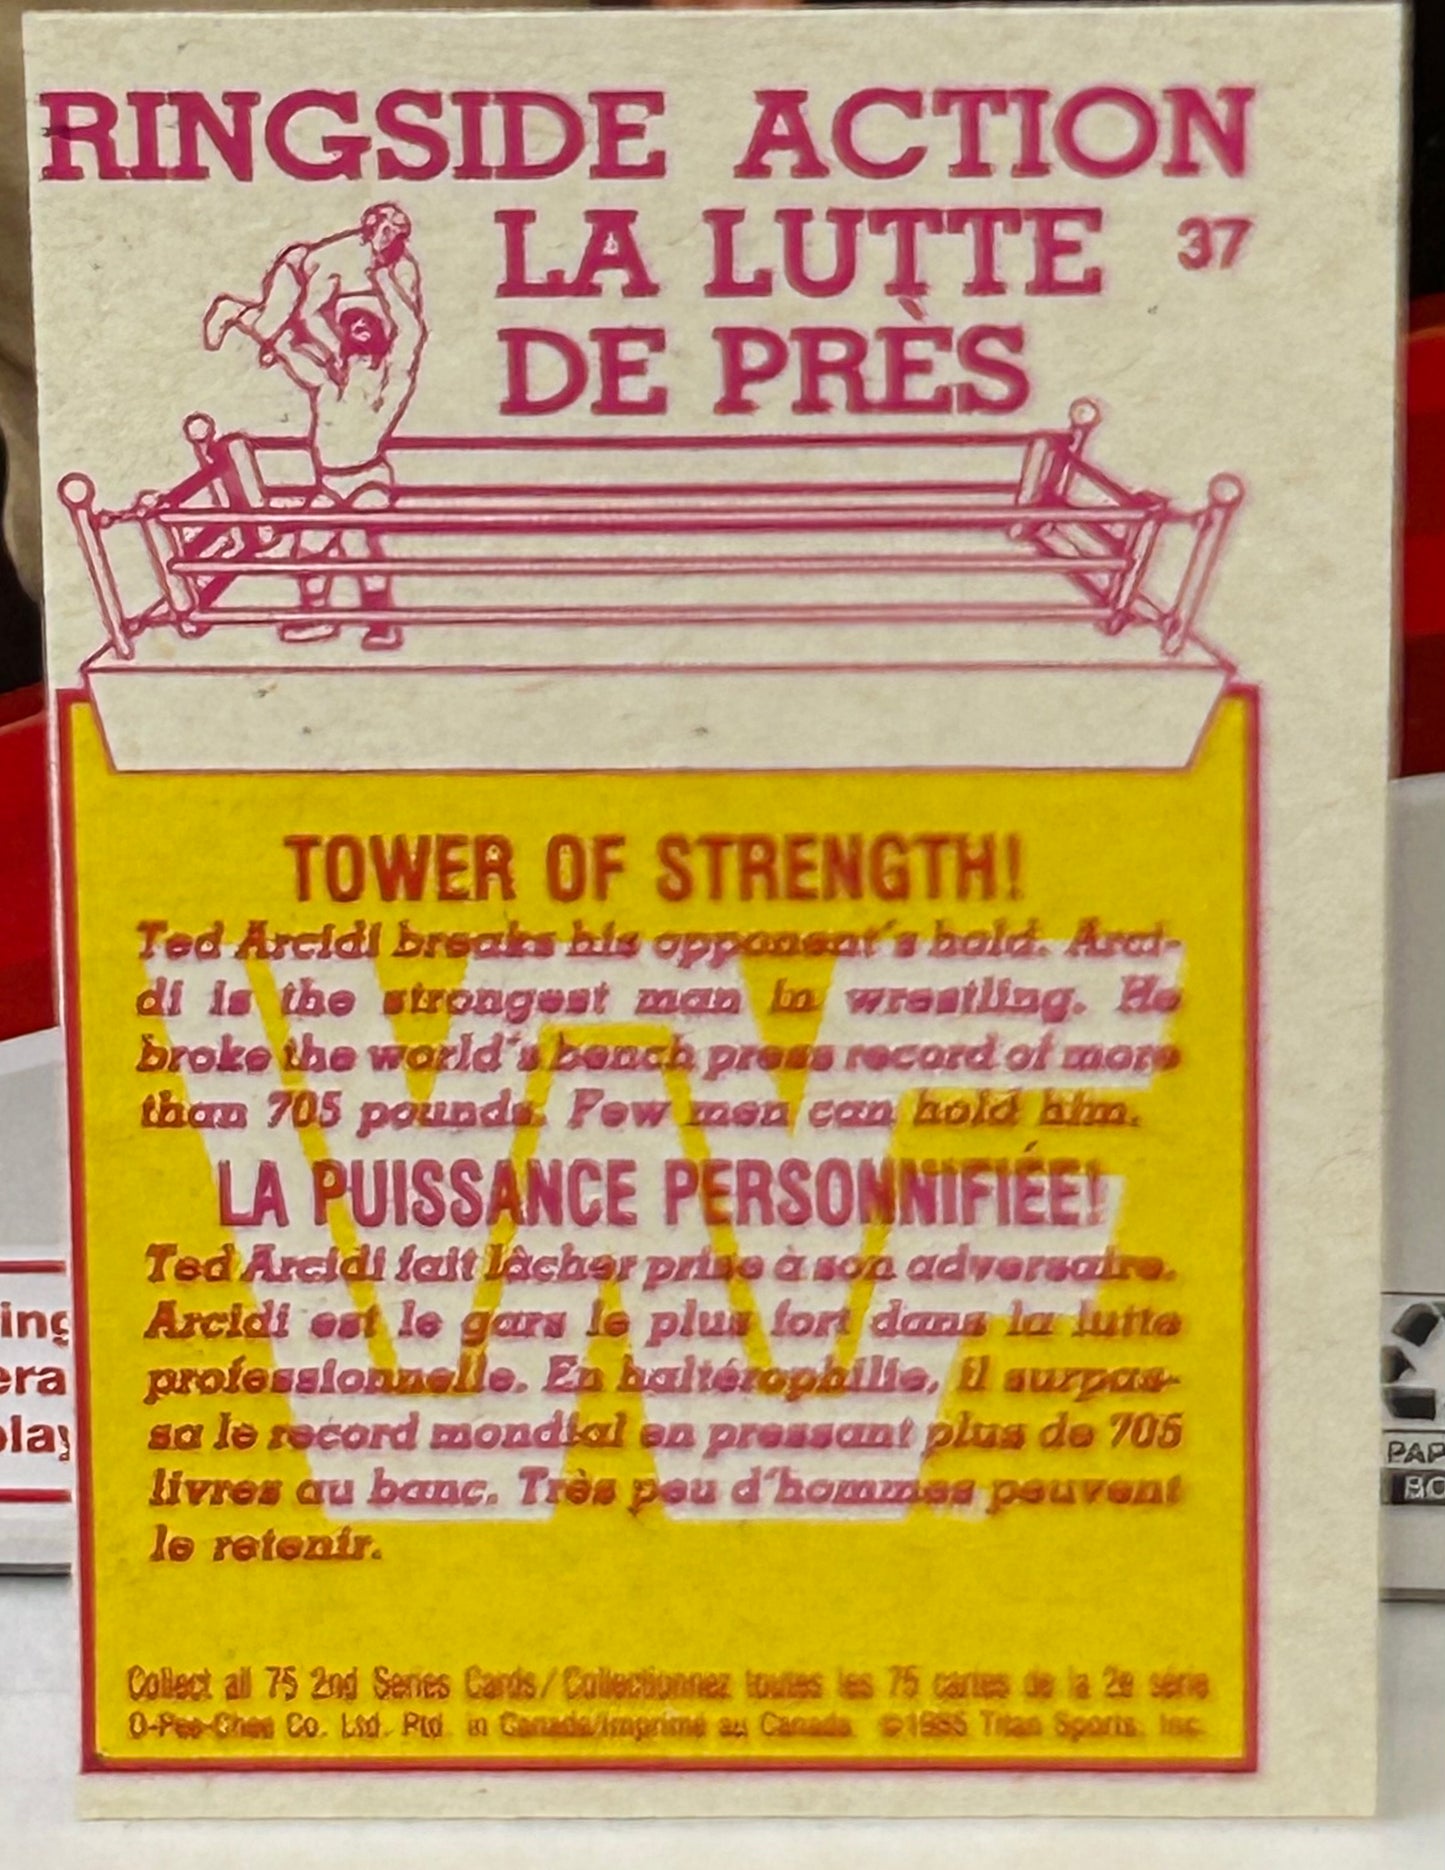 RINGSIDE ACTION
LA LUTTE 37
DE PRÈS
TOWER OF STRENGTH!
Ted Arcidi breaks his opponent's hold. Arci-
di is the strongest man in wrestling. He
broke the world's bench press record of more
than 705 pounds. Few men can hold him.
LA PUISSANCE PERSONNIFIÉE!
Ted Arcidi fait lâcher prise à son adversaire.
Arcidi est le gars le plus fort dans la lutte
professionnelle. En haltérophilie, il surpas-
sa le record mondial en pressant plus de 705
livres au banc. Très peu d'hommes peuvent
le retenir.
Collect all 75 2nd Series Cards/Collectionnez toutes les 75 cartes de la 2e série
O-Pee-Chee Co. Ltd. Ptd. in Canada/Imprimé au Canada. ©1985 Titan Sports, Inc.
ing
era
play
PAP
BO